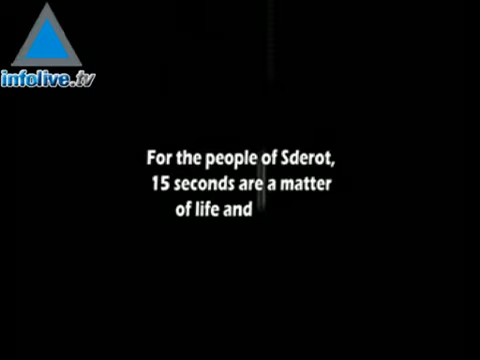 infolive.tv
For the people of Sderot,
15 seconds are a matter
of life and